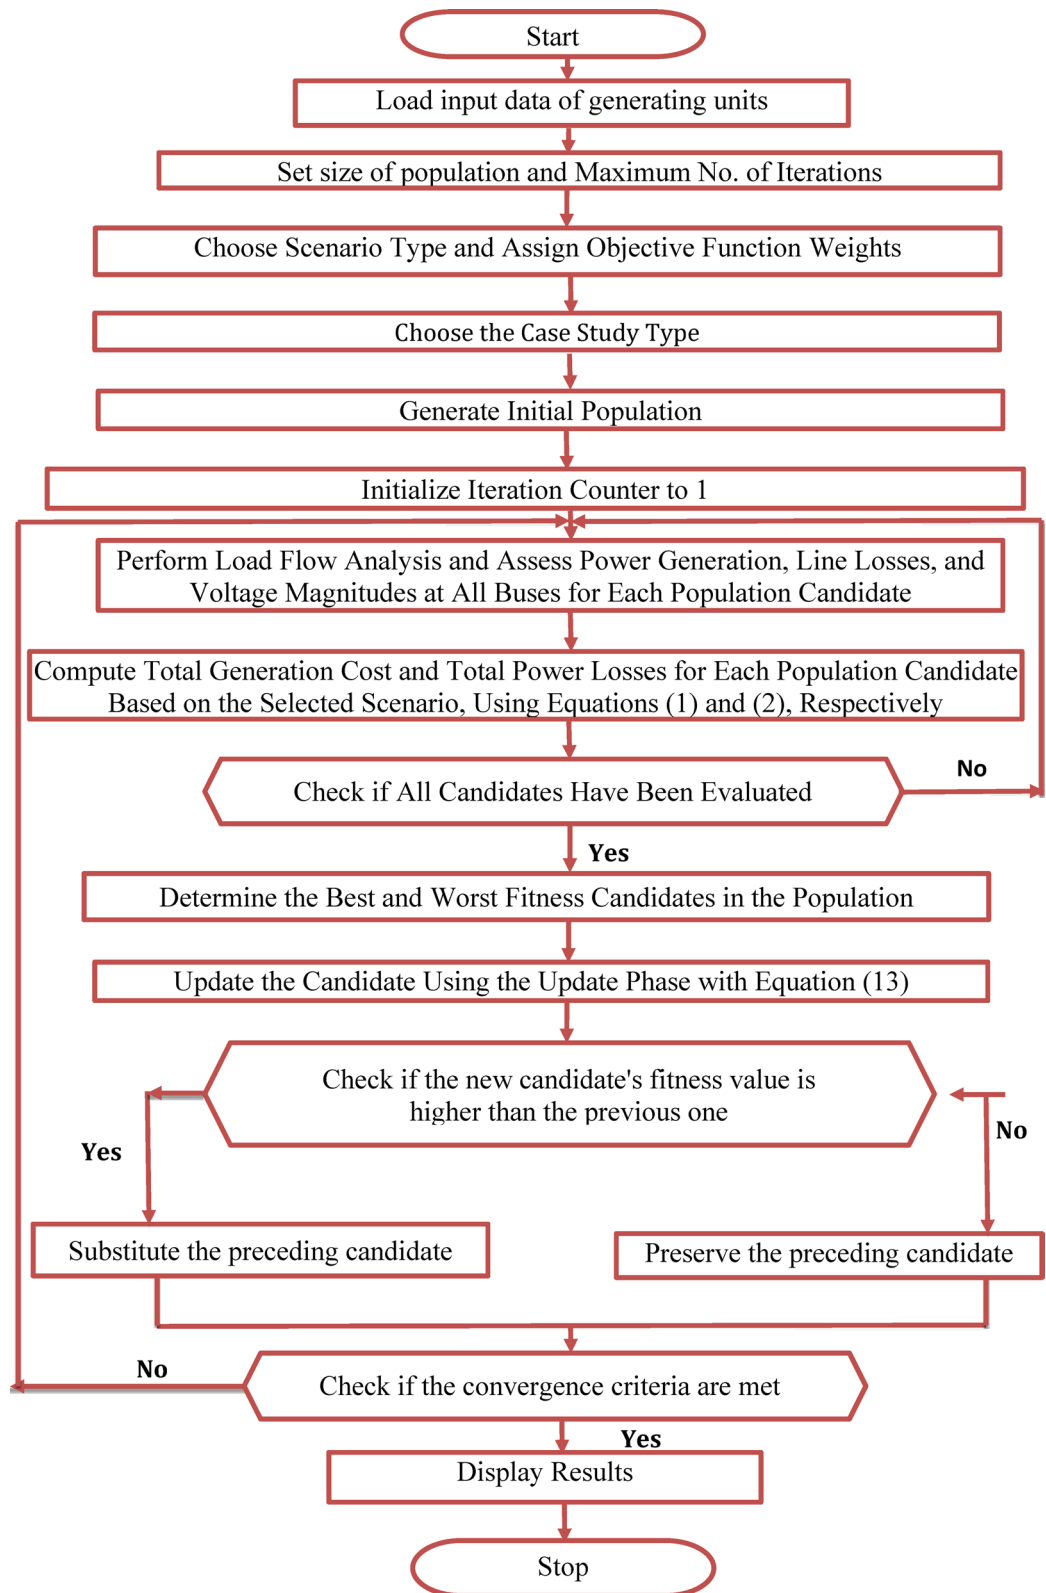 Start
Load input data of generating units
Set size of population and Maximum No. of Iterations
Choose Scenario Type and Assign Objective Function Weights
Choose the Case Study Type
Generate Initial Population
Initialize Iteration Counter to 1
Perform Load Flow Analysis and Assess Power Generation, Line Losses, and
Voltage Magnitudes at All Buses for Each Population Candidate
Compute Total Generation Cost and Total Power Losses for Each Population Candidate
Based on the Selected Scenario, Using Equations (1) and (2), Respectively
No
Check if All Candidates Have Been Evaluated
Yes
Determine the Best and Worst Fitness Candidates in the Population
Update the Candidate Using the Update Phase with Equation (13)
Check if the new candidate's fitness value is
higher than the previous one
Yes
No
Substitute the preceding candidate
Preserve the preceding candidate
No
Check if the convergence criteria are met
Yes
Display Results
Stop